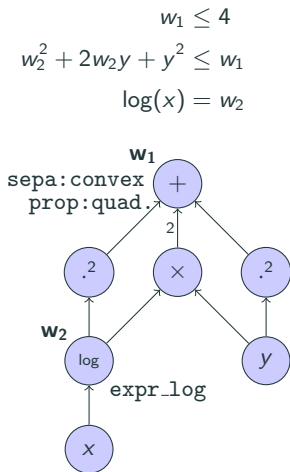 w₁ ≤ 4
w₂² + 2w₂y + y² ≤ w₁
log(x) = w₂
w₁
sepa:convex
prop:quad.
+
2
.²
×
.²
w₂
log
y
expr_log
x